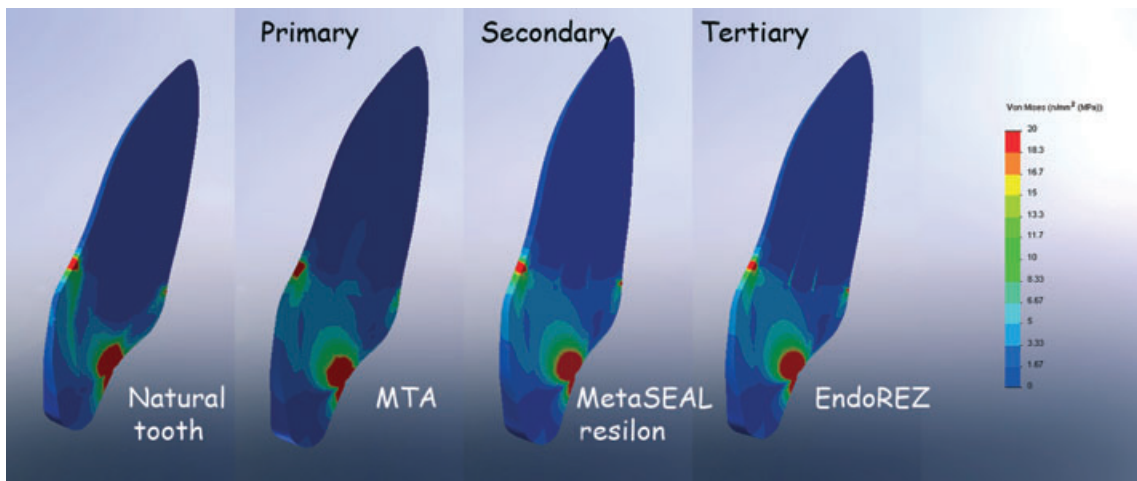 Primary
Secondary
Tertiary
Natural
tooth
MTA
MetaSEAL
resilon
EndoREZ
Von Mises (n/mm² (MPa))
20
18.3
16.7
15
13.3
11.7
10
8.33
6.67
5
3.33
1.67
0